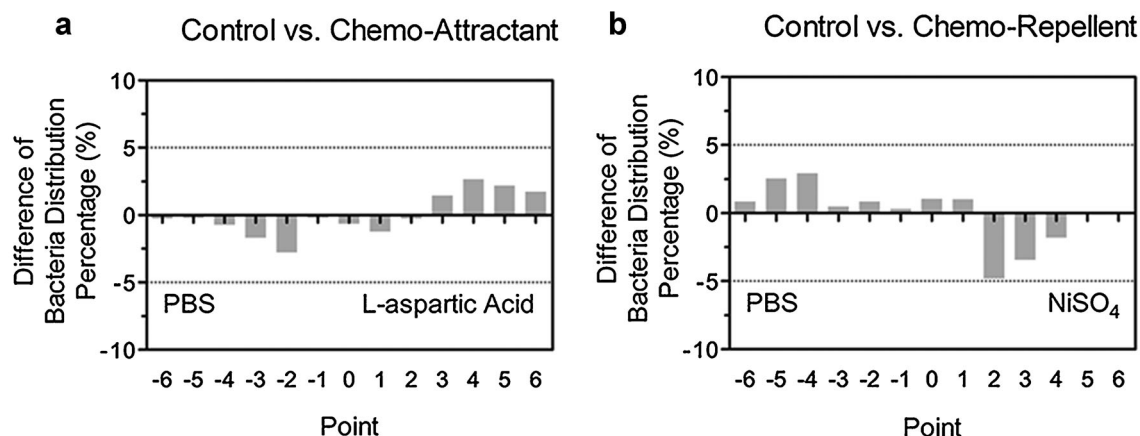 a Control vs. Chemo-Attractant
Difference of
Bacteria Distribution
Percentage (%)
10
5
0
-5
-10
PBS L-aspartic Acid
-6 -5 -4 -3 -2 -1 0 1 2 3 4 5 6
Point
b Control vs. Chemo-Repellent
Difference of
Bacteria Distribution
Percentage (%)
10
5
0
-5
-10
PBS NiSO₄
-6 -5 -4 -3 -2 -1 0 1 2 3 4 5 6
Point